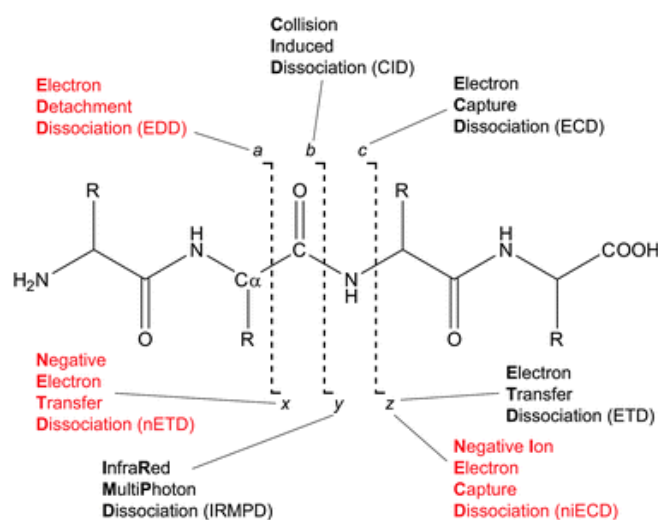 Collision
Induced
Dissociation (CID)
Electron
Detachment
Dissociation (EDD)
Electron
Capture
Dissociation (ECD)
a
b
c
R
O
R
H
N
H
N
C
COOH
H₂N
Cα
N
H
O
R
O
R
Negative
Electron
Transfer
Dissociation (nETD)
x
y
z
Electron
Transfer
Dissociation (ETD)
InfraRed
MultiPhoton
Dissociation (IRMPD)
Negative Ion
Electron
Capture
Dissociation (niECD)